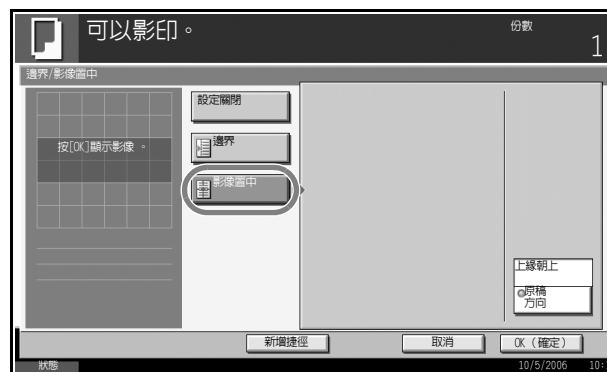 可以影印。
份數
1
邊界/影像置中
按[OK]顯示影像 。
設定關閉
邊界
影像置中
上緣朝上
原稿
方向
新增捷徑
取消
OK (確定)
狀態
10/5/2006 10: